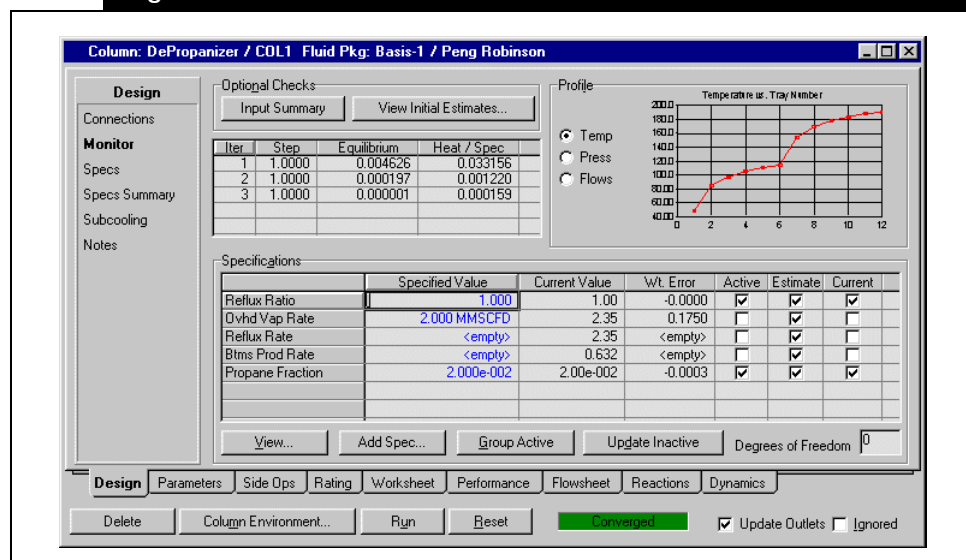 Column: DePropanizer / COL1 Fluid Pkg: Basis-1 / Peng Robinson
Design
Connections
Monitor
Specs
Specs Summary
Subcooling
Notes
Optional Checks
Input Summary View Initial Estimates...
Iter Step Equilibrium Heat / Spec
1 1.0000 0.004626 0.033156
2 1.0000 0.000197 0.001220
3 1.0000 0.000001 0.000159
Profile
Temp
Press
Flows
Temperature vs. Tray Number
200.0
180.0
160.0
140.0
120.0
100.0
80.00
60.00
40.00
0 2 4 6 8 10 12
Specifications
Specified Value Current Value Wt. Error Active Estimate Current
Reflux Ratio 1.000 1.00 -0.0000
Ovhd Vap Rate 2.000 MMSCFD 2.35 0.1750
Reflux Rate <empty> 2.35 <empty>
Btms Prod Rate <empty> 0.632 <empty>
Propane Fraction 2.000e-002 2.00e-002 -0.0003
View... Add Spec... Group Active Update Inactive Degrees of Freedom 0
Design Parameters Side Ops Rating Worksheet Performance Flowsheet Reactions Dynamics
Delete Column Environment... Run Reset Converged Update Outlets Ignored